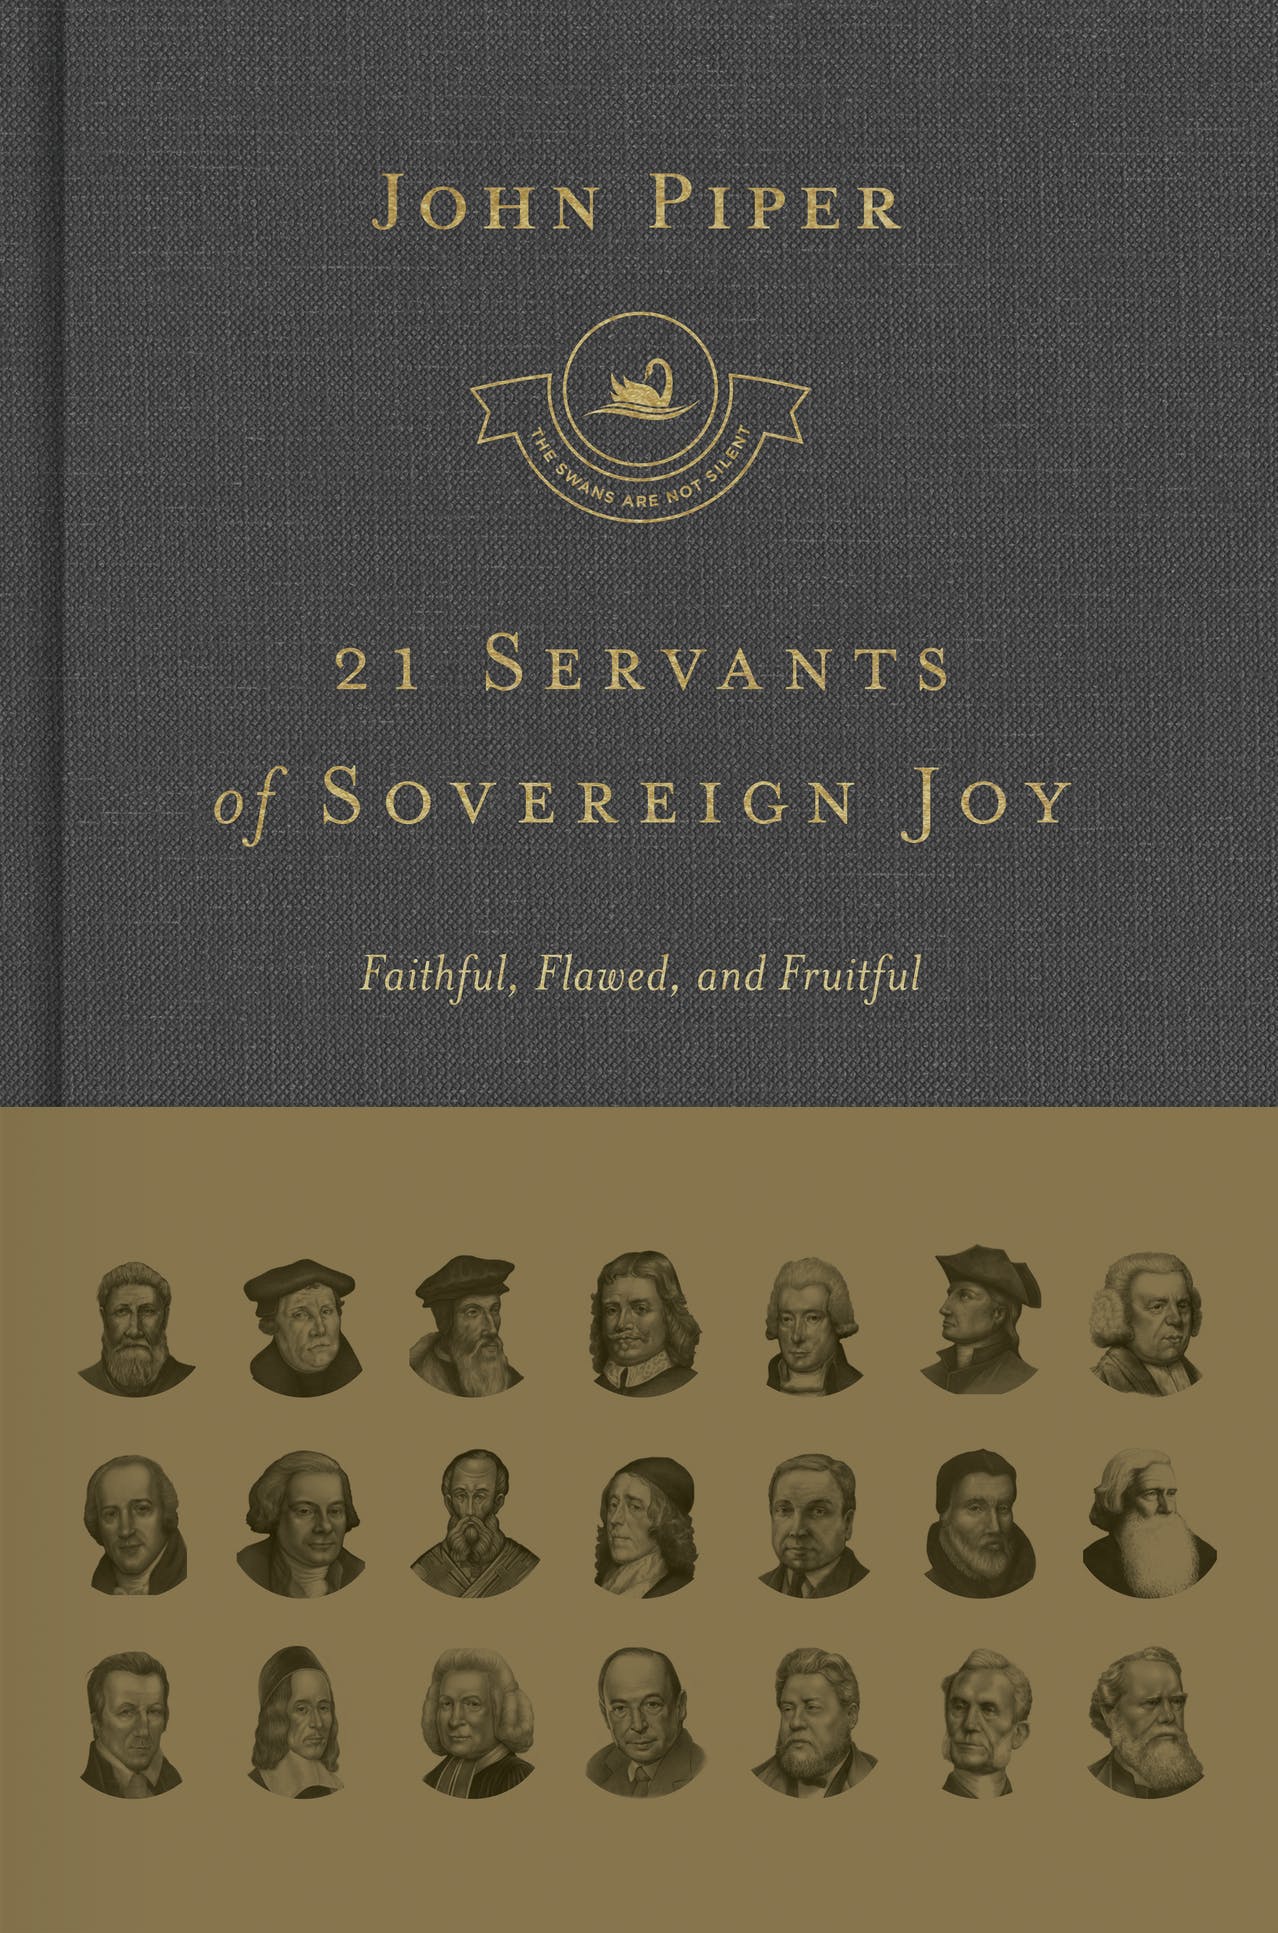 John Piper
THE SWANS ARE NOT SILENT
21 Servants
of Sovereign Joy
Faithful, Flawed, and Fruitful